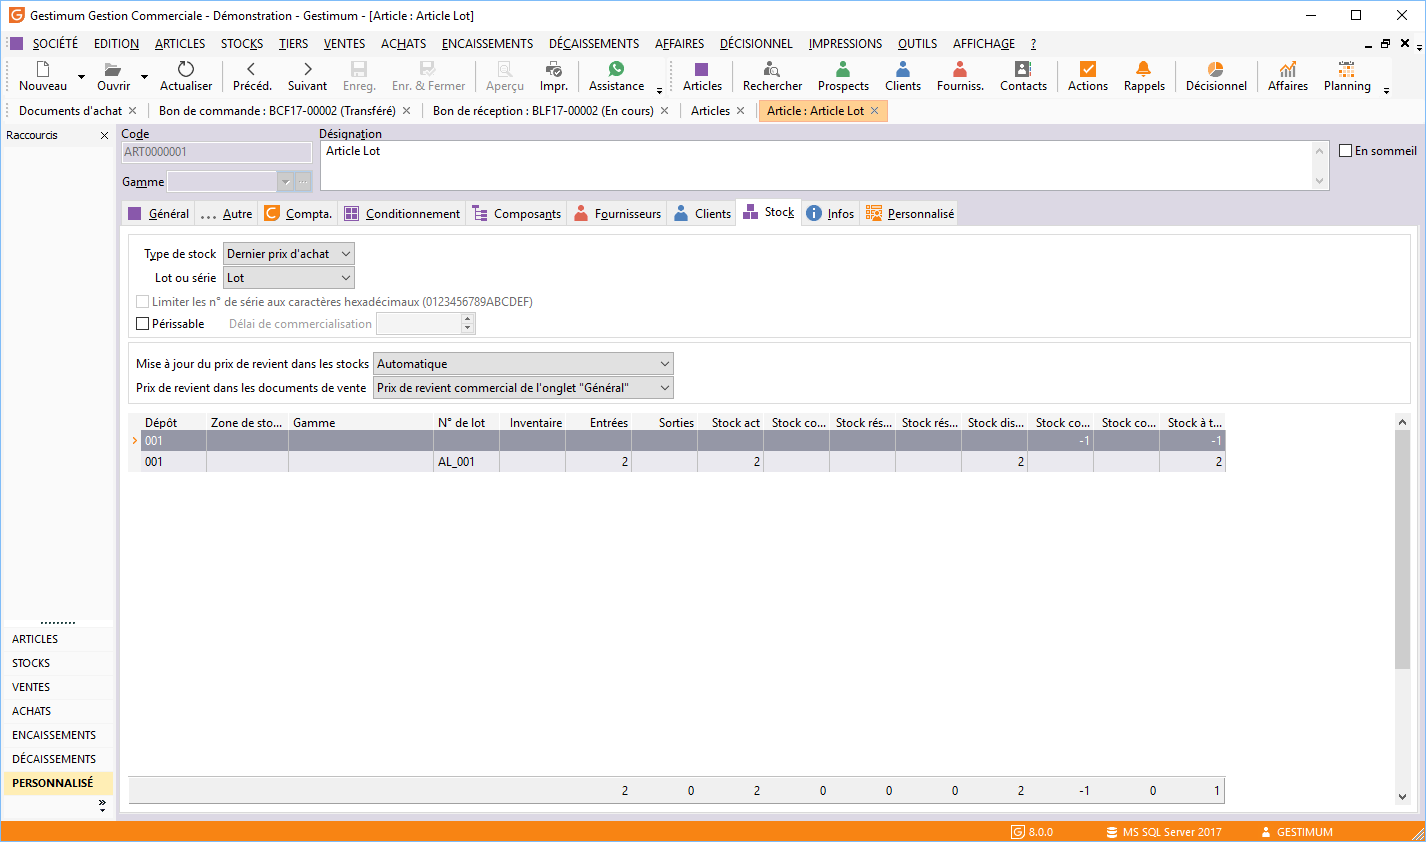 Gestimum Gestion Commerciale - Démonstration - Gestimum - [Article : Article Lot]
SOCIÉTÉ EDITION ARTICLES STOCKS TIERS VENTES ACHATS ENCAISSEMENTS DÉCAISSEMENTS AFFAIRES DÉCISIONNEL IMPRESSIONS OUTILS AFFICHAGE ?
Nouveau Ouvrir Actualiser Précéd. Suivant Enreg. Enr. & Fermer Aperçu Impr. Assistance Articles Rechercher Prospects Clients Fourniss. Contacts Actions Rappels Décisionnel Affaires Planning
Documents d'achat Bon de commande : BCF17-00002 (Transféré) Bon de réception : BLF17-00002 (En cours) Articles Article : Article Lot
Raccourcis
Code Désignation
ART0000001 Article Lot En sommeil
Gamme
Général Autre Compta. Conditionnement Composants Fournisseurs Clients Stock Infos Personnalisé
Type de stock Dernier prix d'achat
Lot ou série Lot
Limiter les n° de série aux caractères hexadécimaux (0123456789ABCDEF)
Périssable Délai de commercialisation
Mise à jour du prix de revient dans les stocks Automatique
Prix de revient dans les documents de vente Prix de revient commercial de l'onglet "Général"
Dépôt Zone de sto... Gamme N° de lot Inventaire Entrées Sorties Stock act Stock co... Stock rés... Stock rés... Stock dis... Stock co... Stock co... Stock à t...
001 -1 -1
001 AL_001 2 2 2 2
2 0 2 0 0 0 2 -1 0 1
ARTICLES
STOCKS
VENTES
ACHATS
ENCAISSEMENTS
DÉCAISSEMENTS
PERSONNALISÉ
8.0.0 MS SQL Server 2017 GESTIMUM